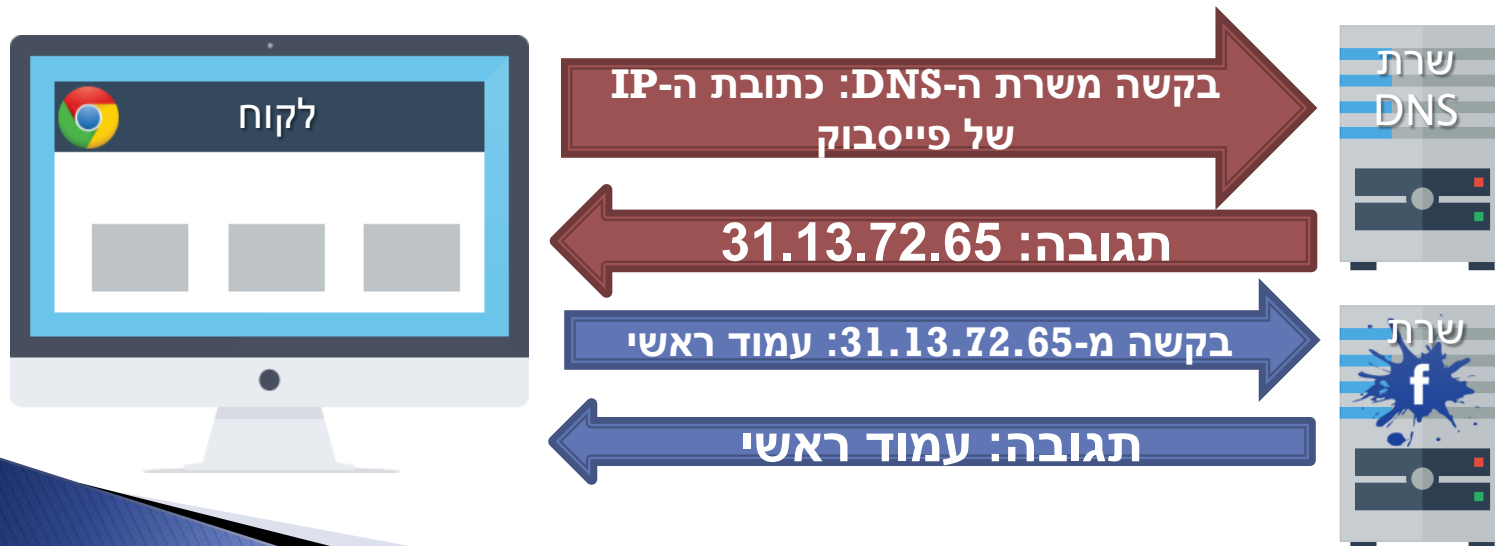 לקוח
בקשה משרת ה-DNS: כתובת ה-IP
של פייסבוק
שרת
DNS
תגובה: 31.13.72.65
בקשה מ-31.13.72.65: עמוד ראשי
שרת
f
תגובה: עמוד ראשי